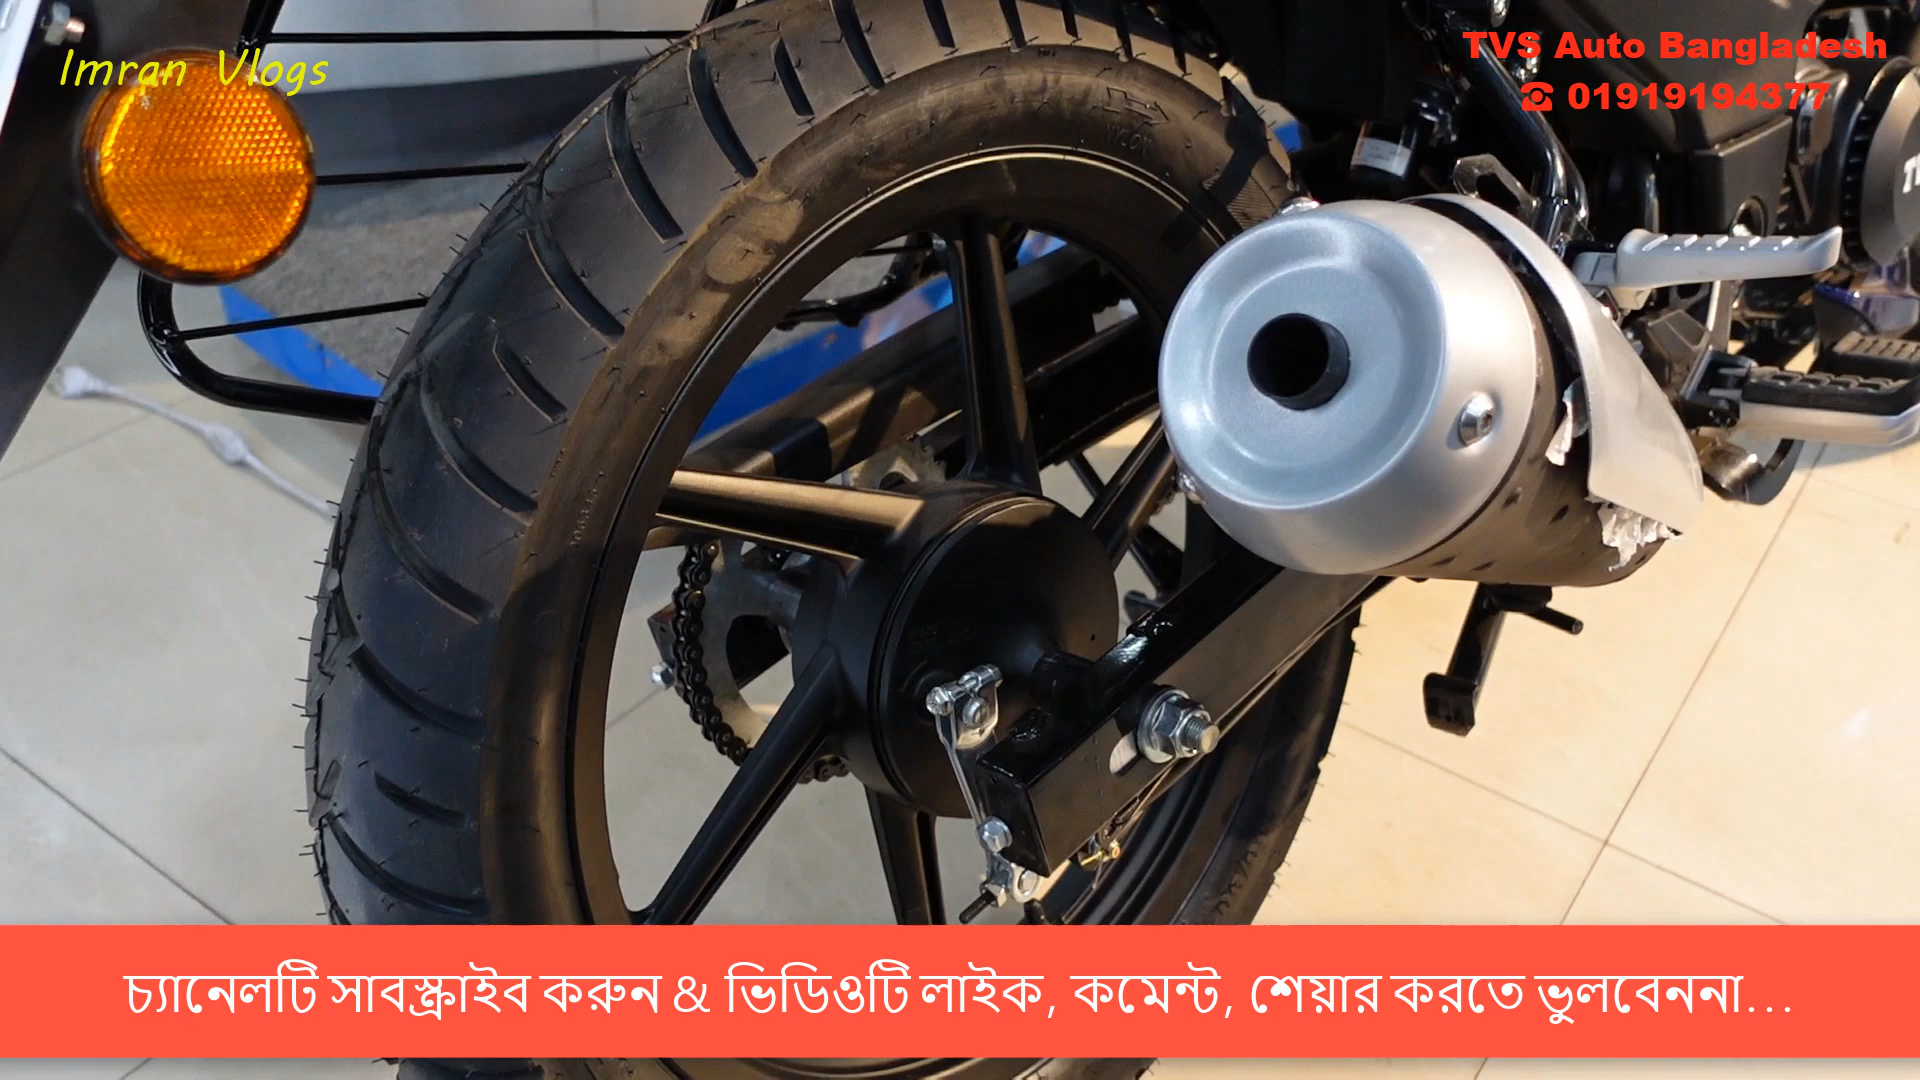 Imran Vlogs
TVS Auto Bangladesh
☎ 01919194377
চ্যানেলটি সাবস্ক্রাইব করুন & ভিডিওটি লাইক, কমেন্ট, শেয়ার করতে ভুলবেননা...